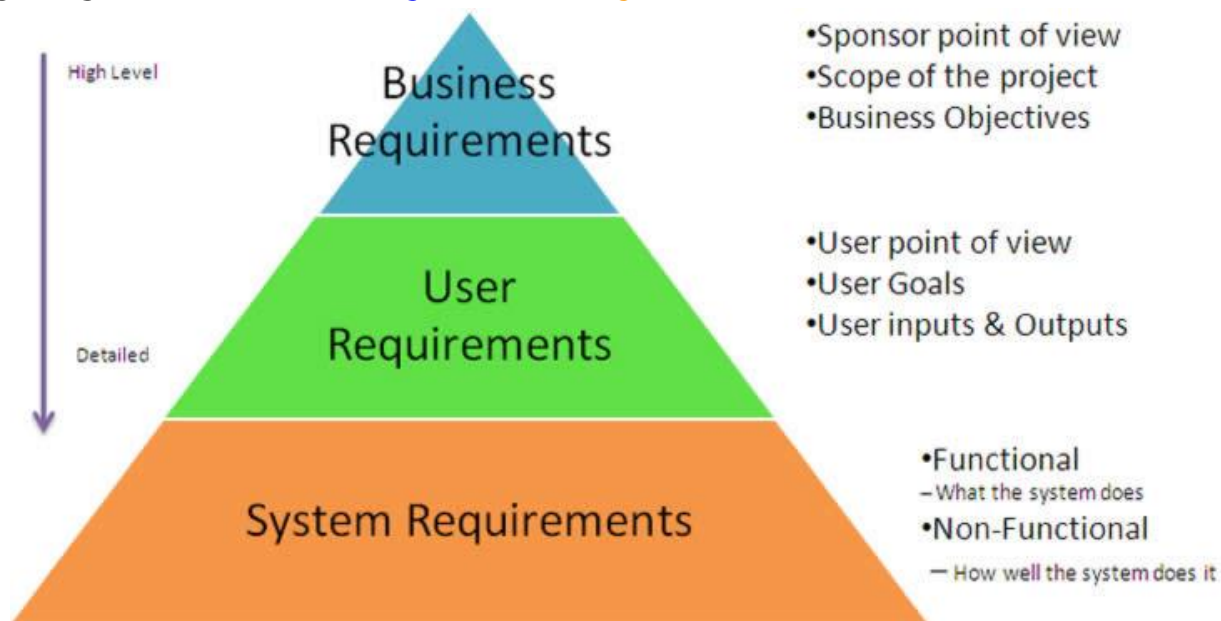 High Level
Detailed
Business
Requirements
•Sponsor point of view
•Scope of the project
•Business Objectives
User
Requirements
•User point of view
•User Goals
•User inputs & Outputs
System Requirements
•Functional
–What the system does
•Non-Functional
— How well the system does it